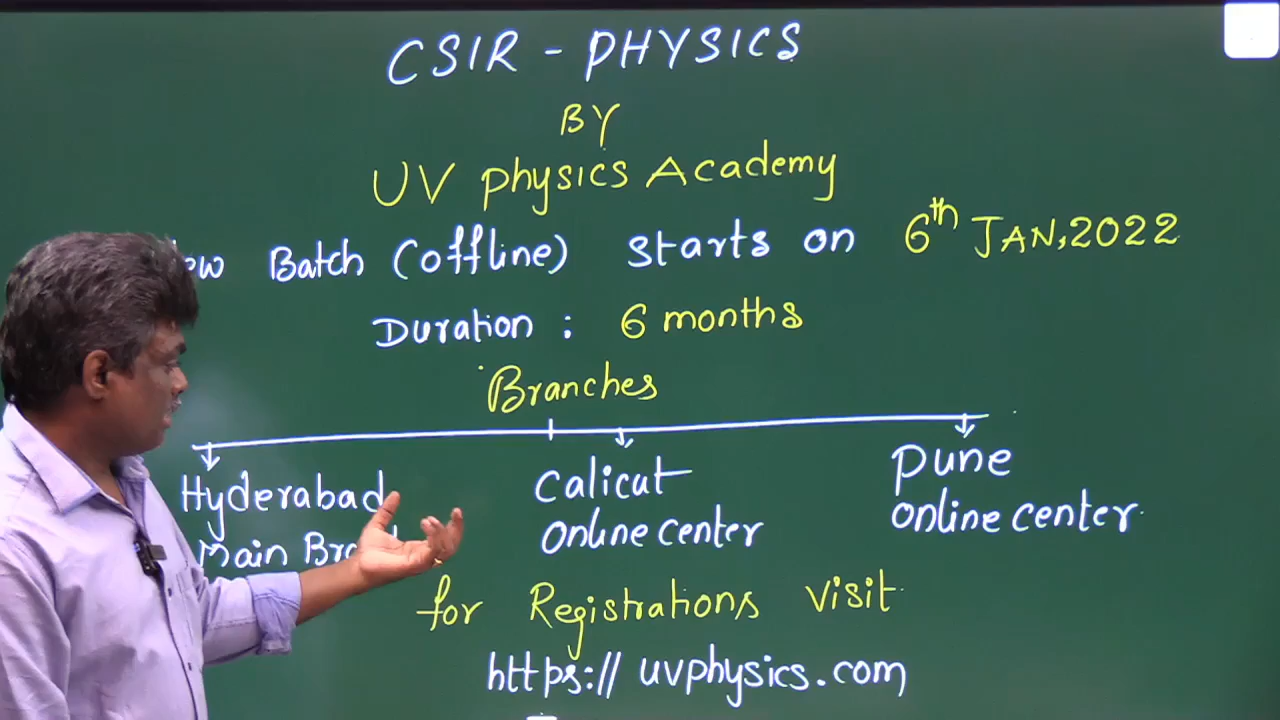 CSIR - PHYSICS
BY
UV Physics Academy
Batch (offline) starts on 6th JAN, 2022
Duration : 6 months
Branches
Hyderabad Calicut Pune
Main online center online center
for Registrations visit
https://uvphysics.com